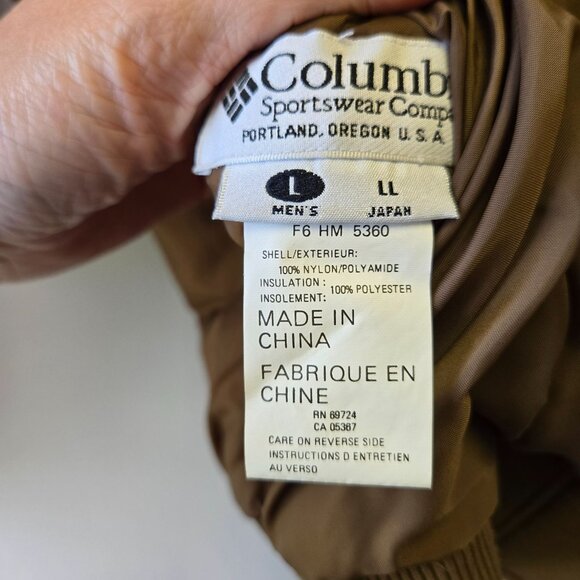 Columb
Sportswear Comp
PORTLAND, OREGON U.S.A.
L LL
MEN'S JAPAN
F6 HM 5360
SHELL/EXTERIEUR:
100% NYLON/POLYAMIDE
INSULATION: 100% POLYESTER
INSOLEMENT:
MADE IN
CHINA
FABRIQUE EN
CHINE
RN 69724
CA 05367
CARE ON REVERSE SIDE
INSTRUCTIONS D ENTRETIEN
AU VERSO